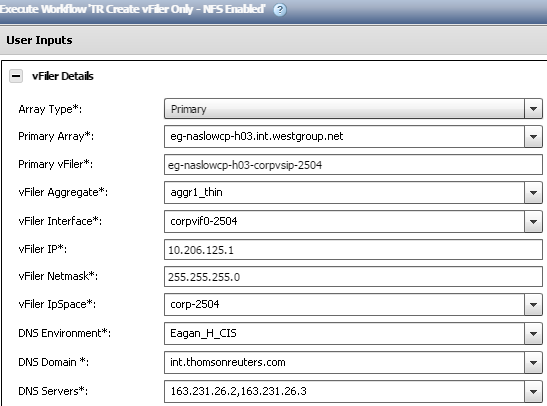 Execute Workflow 'TR Create vFiler Only - NFS Enabled' ?
User Inputs
vFiler Details
Array Type*: Primary
Primary Array*: eg-naslowcp-h03.int.westgroup.net
Primary vFiler*: eg-naslowcp-h03-corpvsip-2504
vFiler Aggregate*: aggr1_thin
vFiler Interface*: corpvif0-2504
vFiler IP*: 10.206.125.1
vFiler Netmask*: 255.255.255.0
vFiler IpSpace*: corp-2504
DNS Environment*: Eagan_H_CIS
DNS Domain *: int.thomsonreuters.com
DNS Servers*: 163.231.26.2,163.231.26.3